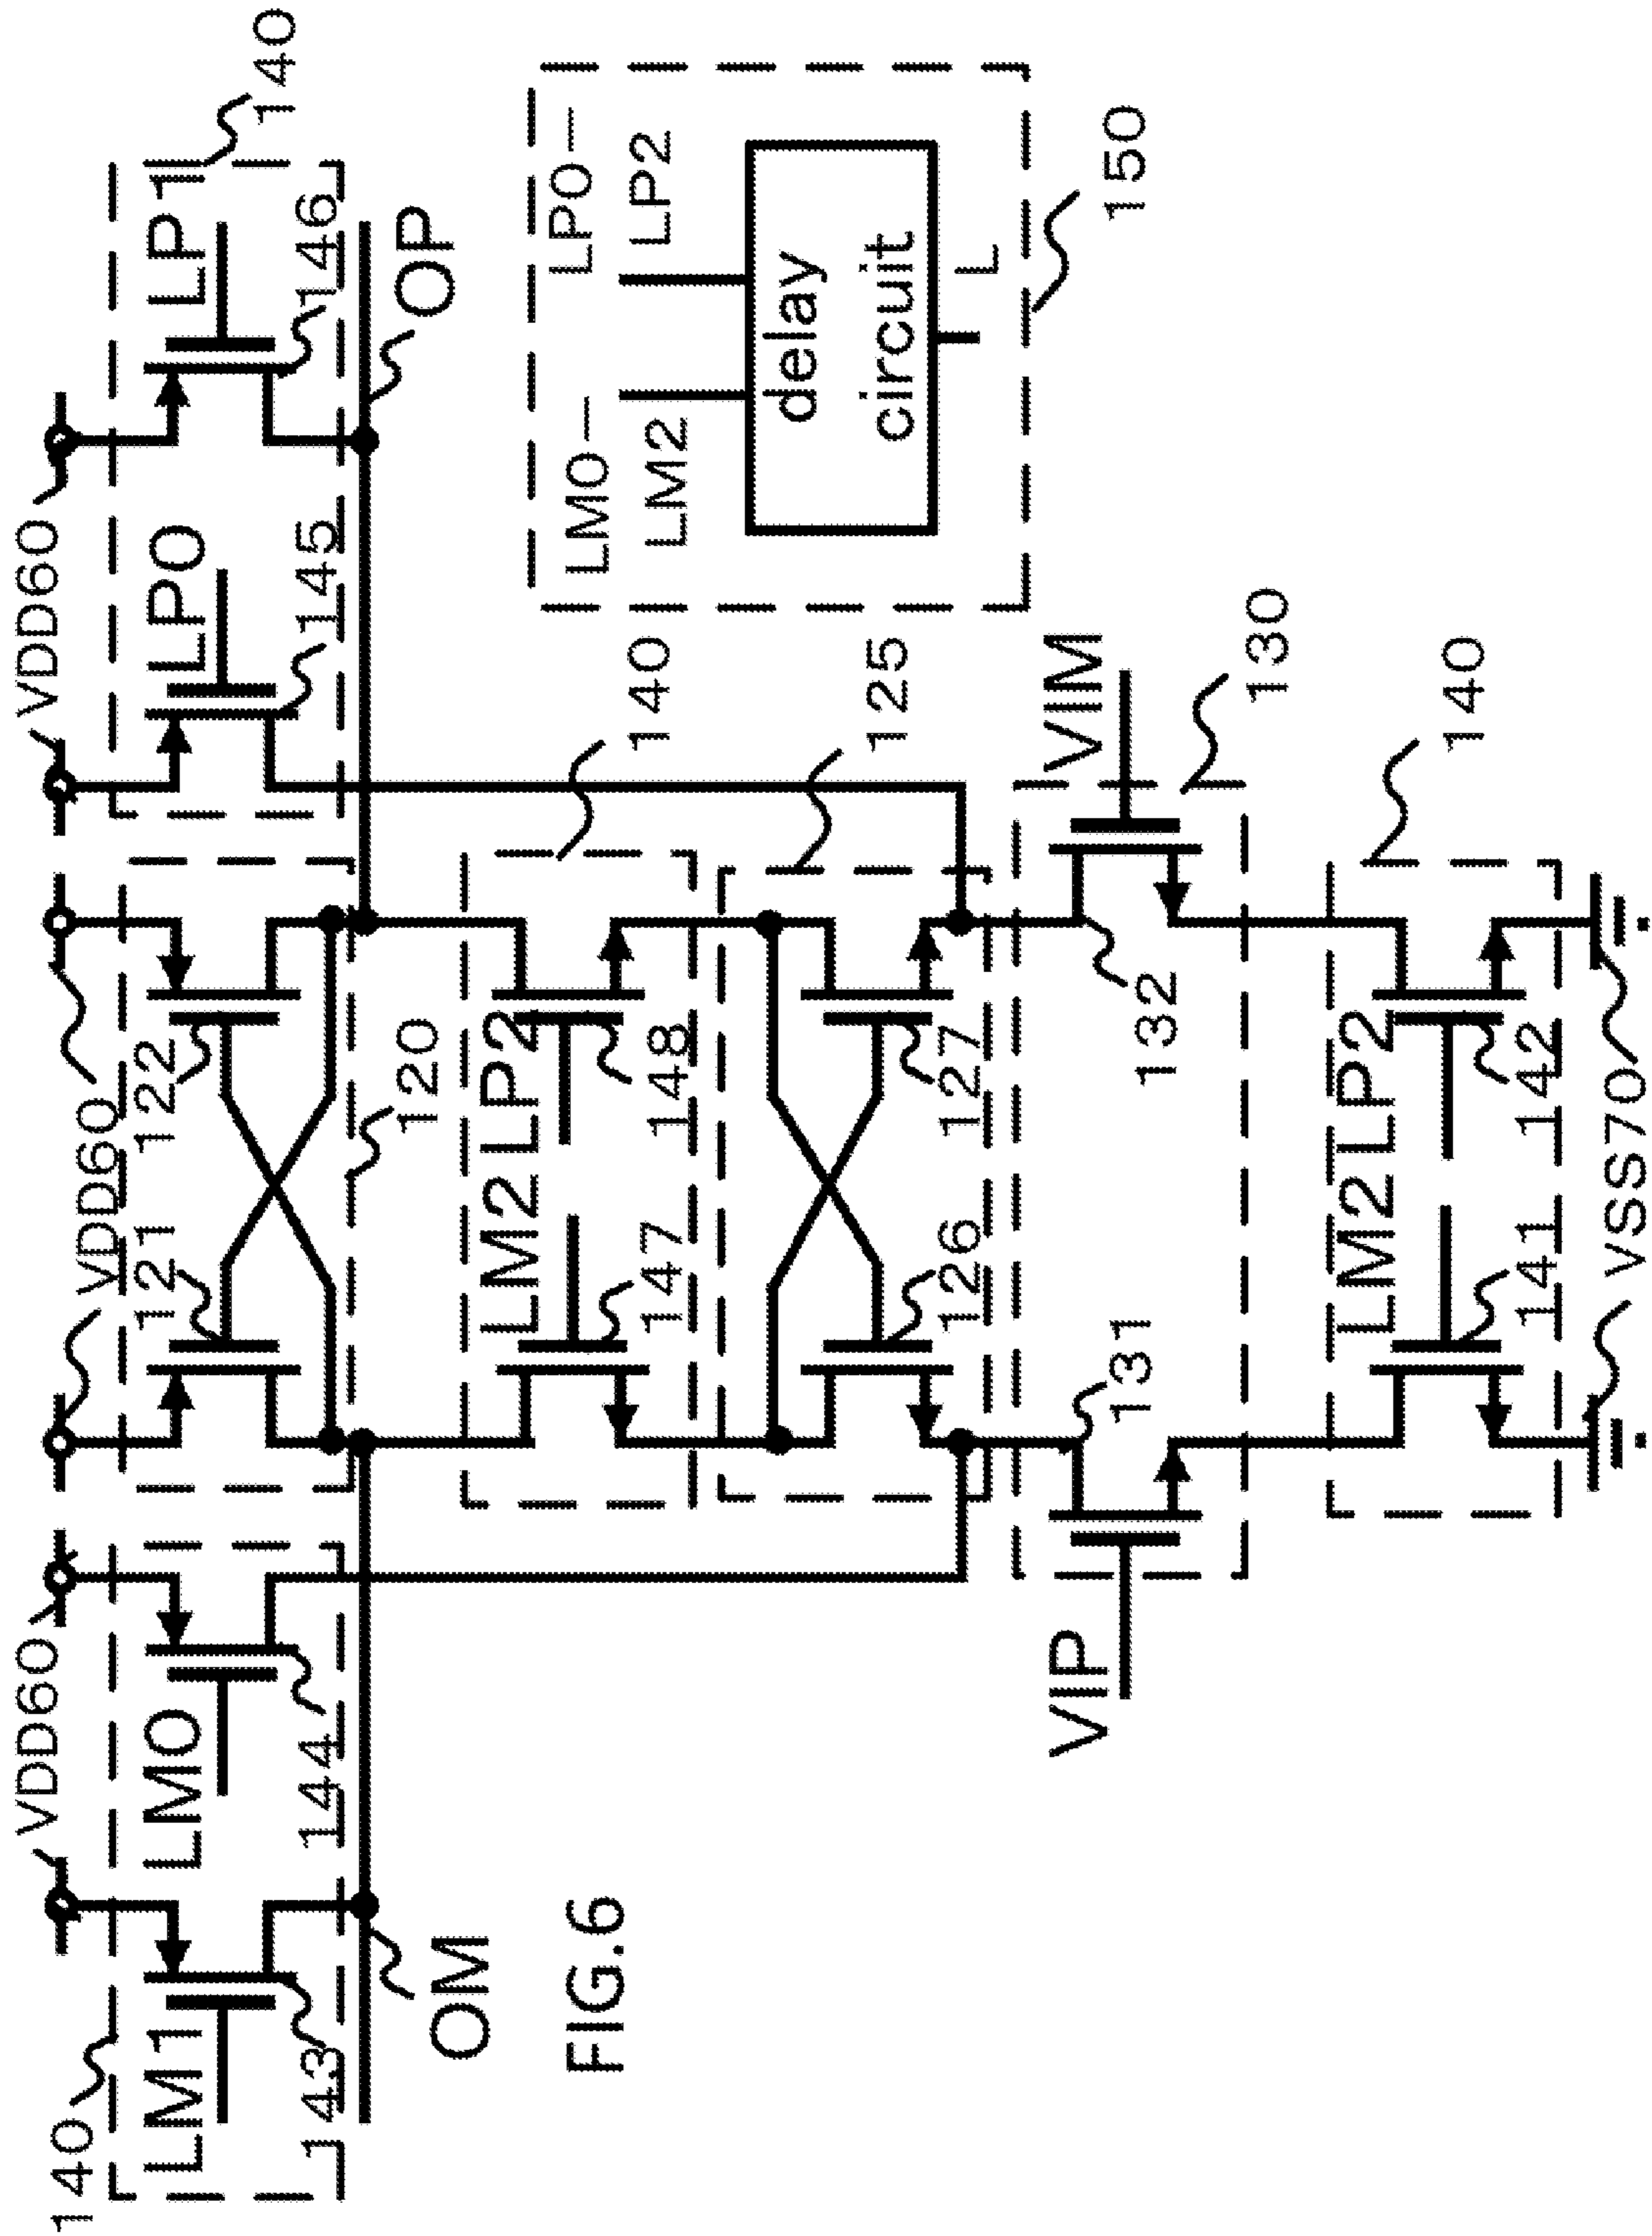 VDD60
VDD60
140
VDD60
121
122
LM1
LM0
LP0
LP1
140
143
144
145
146
120
OP
OM
LM2 LP2
LM0–
LM2
LP0–
LP2
FIG.6
147
148
140
delay
circuit
L
125
126
127
150
VIP
VIM
131
132
130
LM2 LP2
140
141
142
VSS70